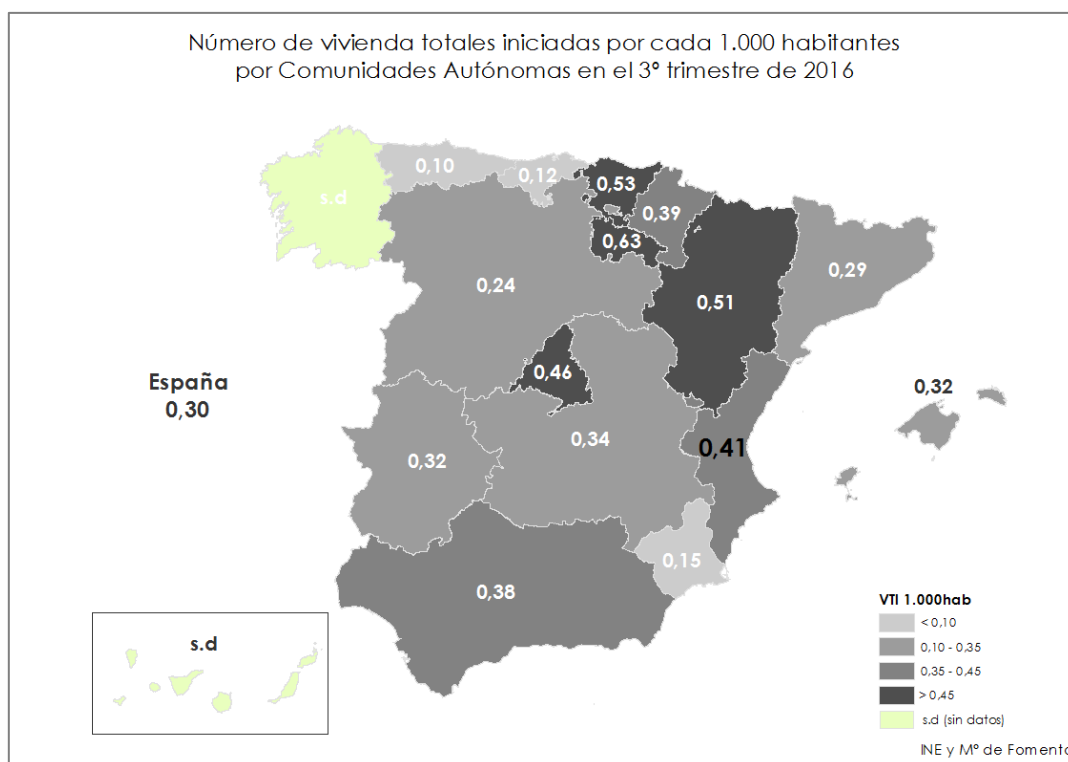 Número de vivienda totales iniciadas por cada 1.000 habitantes
por Comunidades Autónomas en el 3º trimestre de 2016
s.d
0,10
0,12
0,53
0,39
0,63
0,24
0,51
0,29
0,46
España
0,30
0,32
0,34
0,41
0,32
0,15
0,38
s.d
VTI 1.000hab
< 0,10
0,10 - 0,35
0,35 - 0,45
> 0,45
s.d (sin datos)
INE y Mº de Fomento